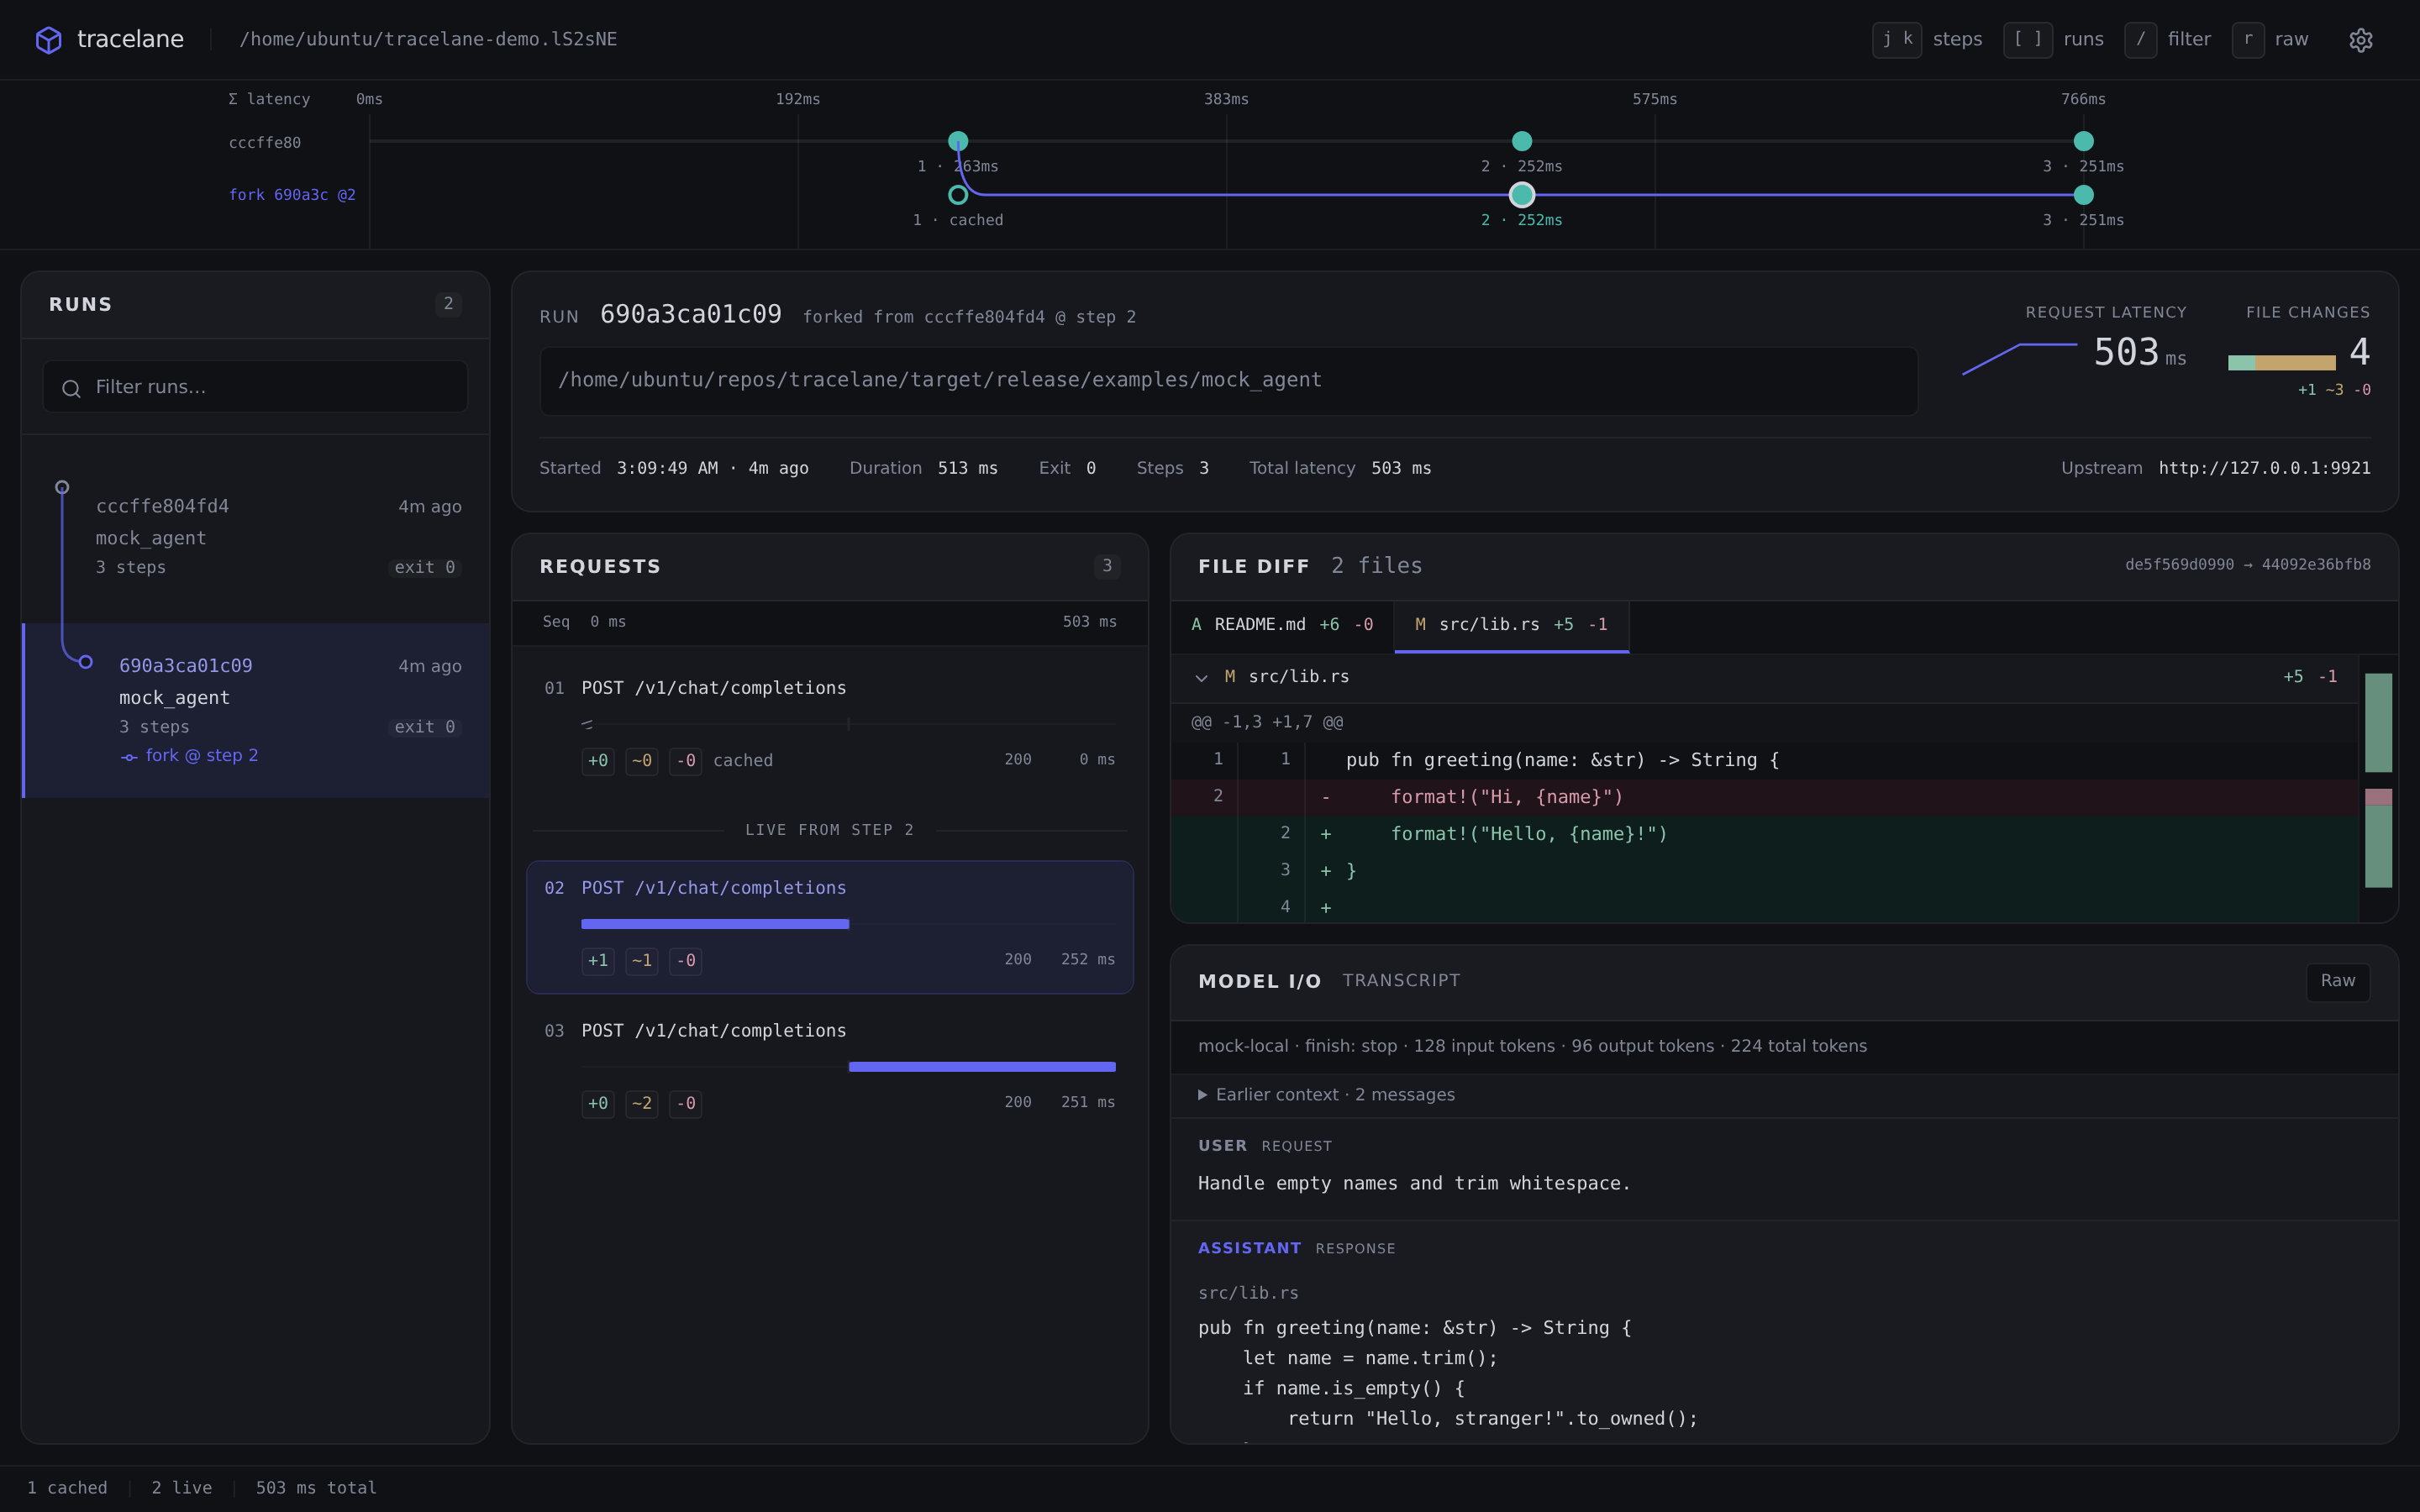 tracelane /home/ubuntu/tracelane-demo.lS2sNE j k steps [ ] runs / filter r raw
Σ latency 0ms 192ms 383ms 575ms 766ms
cccffe80
1 · 263ms 2 · 252ms 3 · 251ms
fork 690a3c @2
1 · cached 2 · 252ms 3 · 251ms
RUNS 2
Filter runs...
cccffe804fd4 4m ago
mock_agent
3 steps exit 0
690a3ca01c09 4m ago
mock_agent
3 steps exit 0
fork @ step 2
RUN 690a3ca01c09 forked from cccffe804fd4 @ step 2
/home/ubuntu/repos/tracelane/target/release/examples/mock_agent
REQUEST LATENCY
503 ms
FILE CHANGES
4
+1 ~3 -0
Started 3:09:49 AM · 4m ago Duration 513 ms Exit 0 Steps 3 Total latency 503 ms Upstream http://127.0.0.1:9921
REQUESTS 3
Seq 0 ms 503 ms
01 POST /v1/chat/completions
+0 ~0 -0 cached 200 0 ms
LIVE FROM STEP 2
02 POST /v1/chat/completions
+1 ~1 -0 200 252 ms
03 POST /v1/chat/completions
+0 ~2 -0 200 251 ms
FILE DIFF 2 files de5f569d0990 → 44092e36bfb8
A README.md +6 -0 M src/lib.rs +5 -1
M src/lib.rs +5 -1
@@ -1,3 +1,7 @@
1 1 pub fn greeting(name: &str) -> String {
2 - format!("Hi, {name}")
2 + format!("Hello, {name}!")
3 + }
4 +
MODEL I/O TRANSCRIPT Raw
mock-local · finish: stop · 128 input tokens · 96 output tokens · 224 total tokens
Earlier context · 2 messages
USER REQUEST
Handle empty names and trim whitespace.
ASSISTANT RESPONSE
src/lib.rs
pub fn greeting(name: &str) -> String {
let name = name.trim();
if name.is_empty() {
return "Hello, stranger!".to_owned();
1 cached 2 live 503 ms total